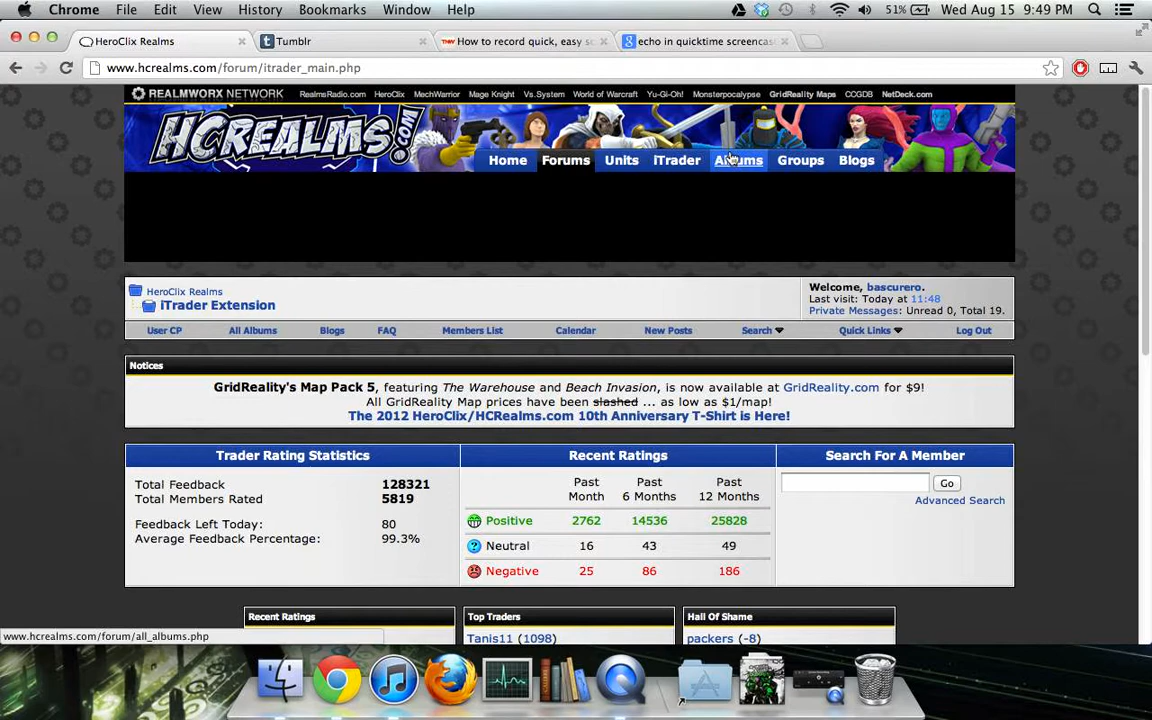 Chrome File Edit View History Bookmarks Window Help 51% Wed Aug 15 9:49 PM
HeroClix Realms Tumblr How to record quick, easy sc echo in quicktime screencas
www.hcrealms.com/forum/itrader_main.php
REALMWORX NETWORK RealmsRadio.com HeroClix MechWarrior Mage Knight Vs.System World of Warcraft Yu-Gi-Oh! Monsterpocalypse GridReality Maps CCGDB NetDeck.com
HCREALMS.COM
Home Forums Units iTrader Albums Groups Blogs
HeroClix Realms
iTrader Extension
Welcome, bascurero.
Last visit: Today at 11:48
Private Messages: Unread 0, Total 19.
User CP All Albums Blogs FAQ Members List Calendar New Posts Search Quick Links Log Out
Notices
GridReality's Map Pack 5, featuring The Warehouse and Beach Invasion, is now available at GridReality.com for $9!
All GridReality Map prices have been slashed ... as low as $1/map!
The 2012 HeroClix/HCRealms.com 10th Anniversary T-Shirt is Here!
Trader Rating Statistics
Total Feedback 128321
Total Members Rated 5819
Feedback Left Today: 80
Average Feedback Percentage: 99.3%
Recent Ratings
Past Month Past 6 Months Past 12 Months
Positive 2762 14536 25828
Neutral 16 43 49
Negative 25 86 186
Search For A Member
Go
Advanced Search
Recent Ratings Top Traders Hall Of Shame
Tanis11 (1098) packers (-8)
www.hcrealms.com/forum/all_albums.php